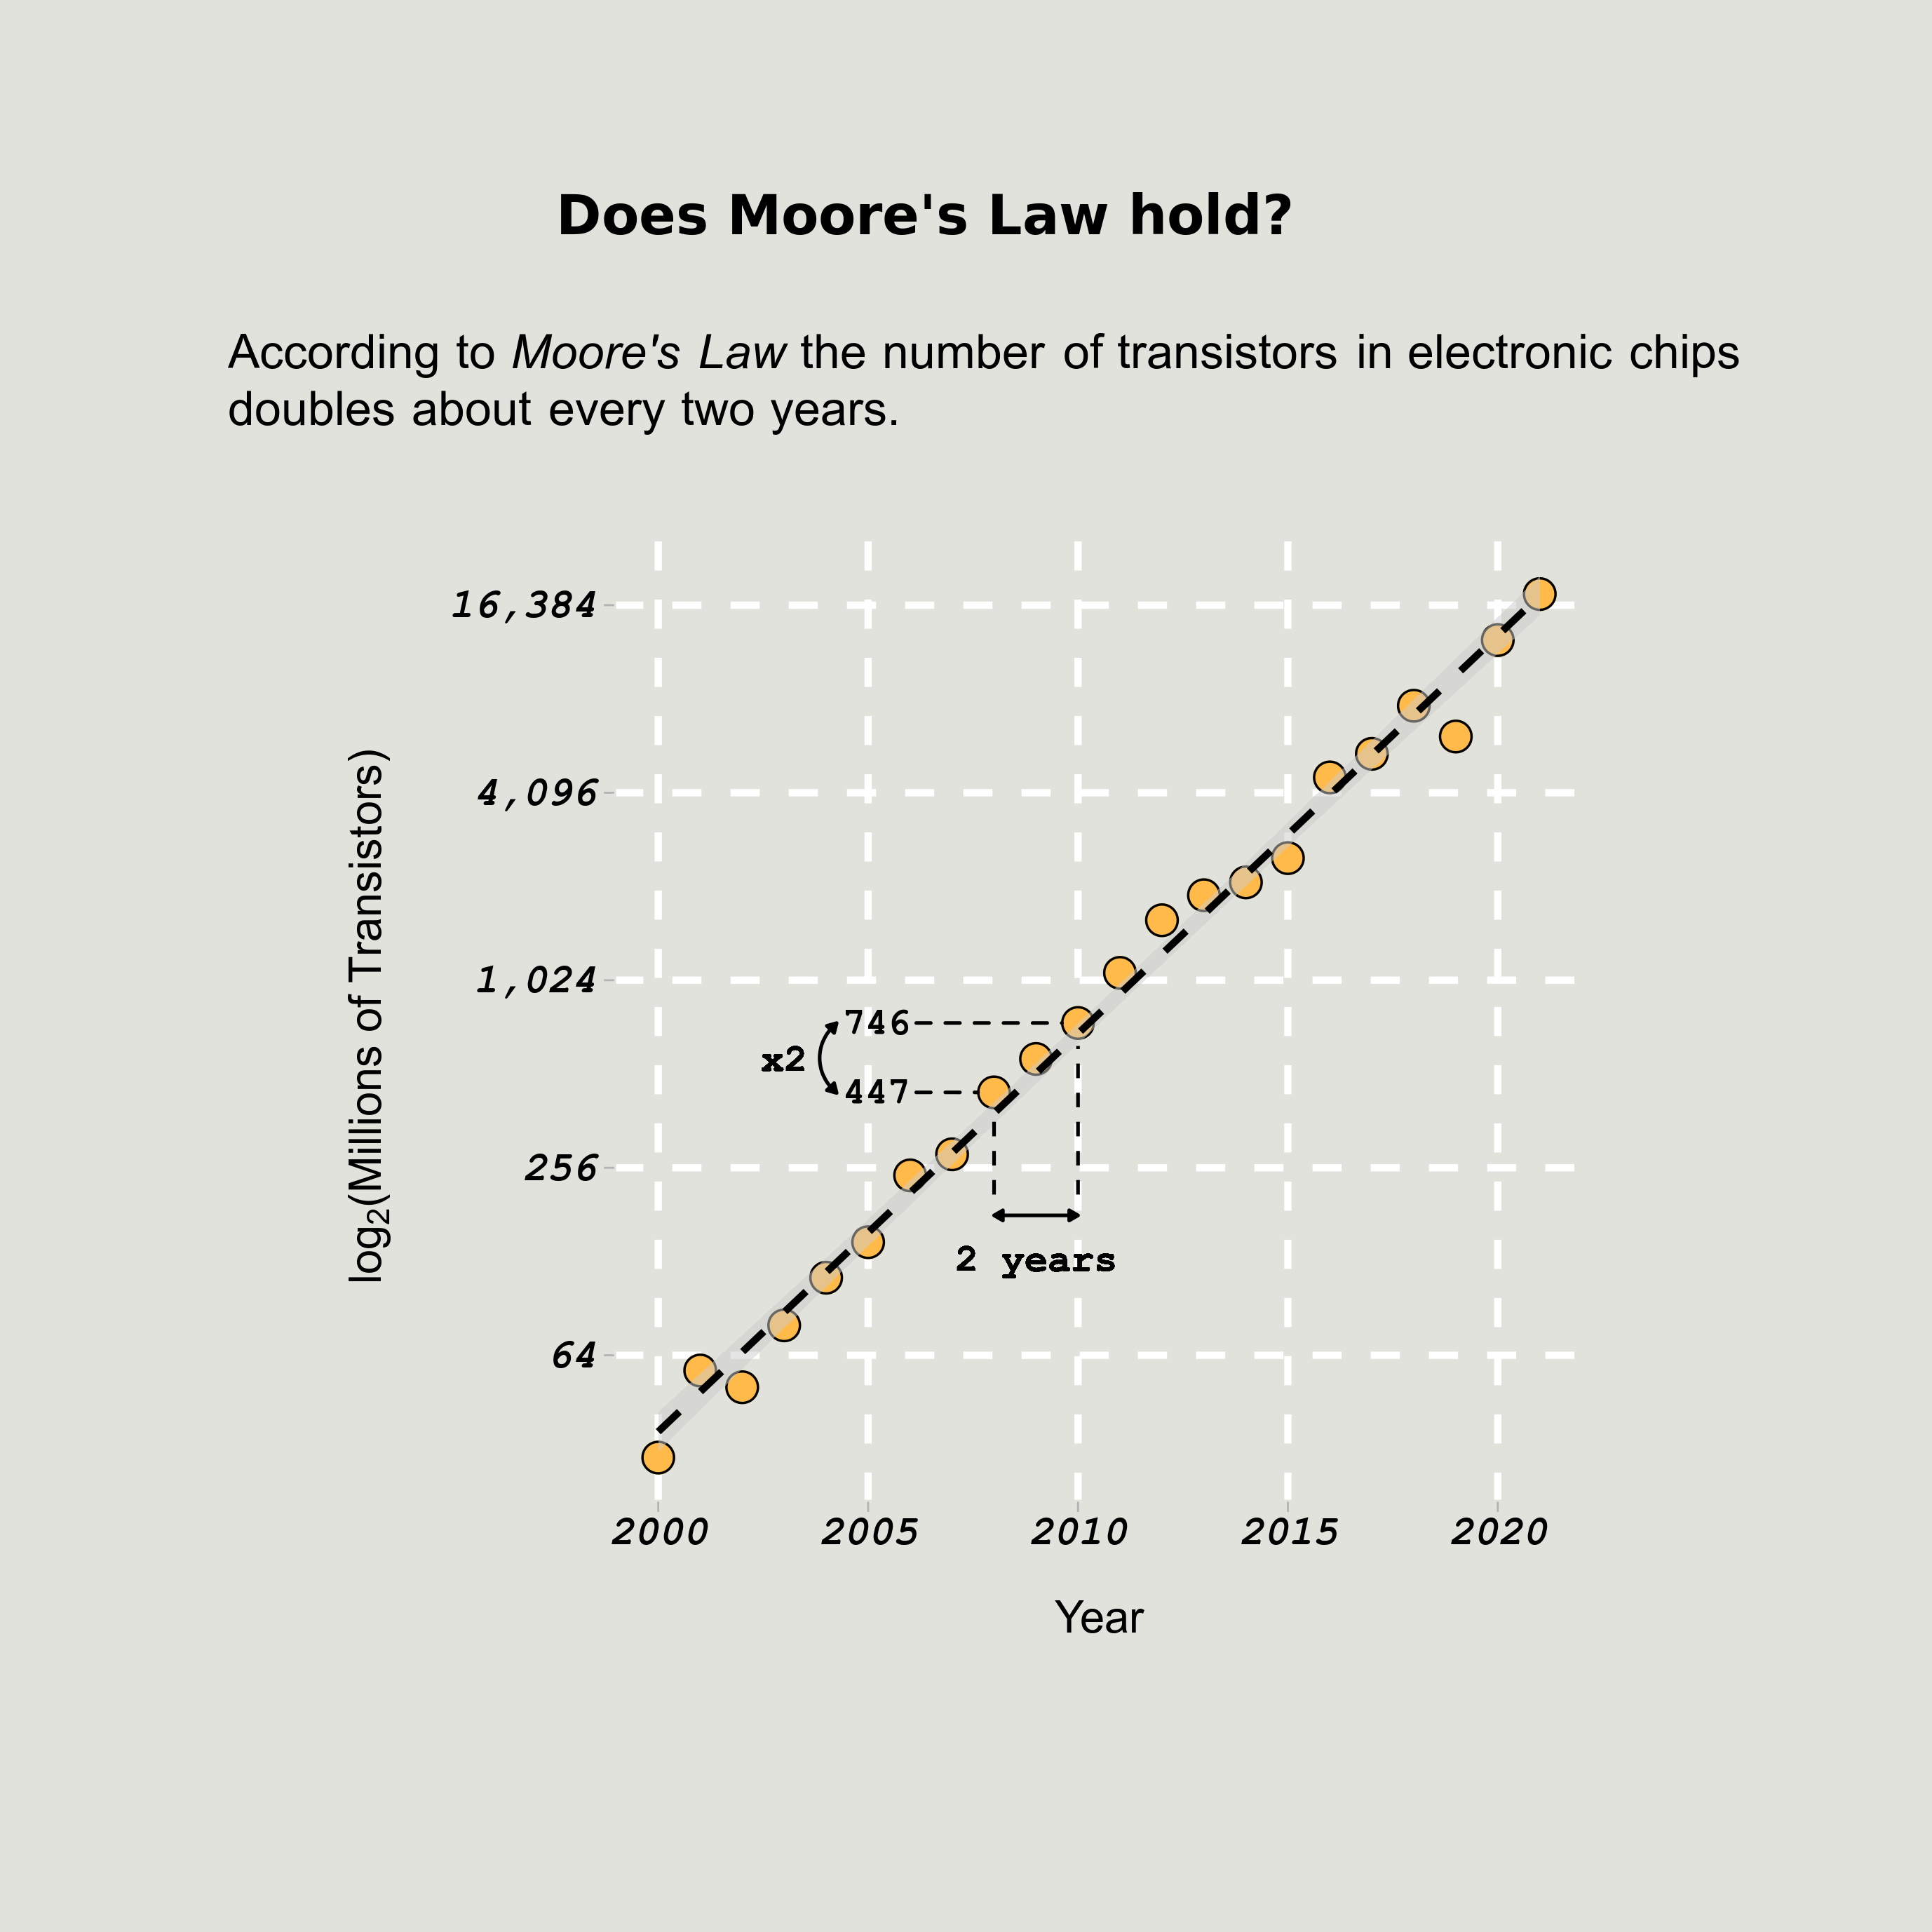 Does Moore's Law hold?
According to Moore's Law the number of transistors in electronic chips
doubles about every two years.
log₂(Millions of Transistors)
16,384
4,096
1,024
256
64
746
x2
447
2 years
2000 2005 2010 2015 2020
Year